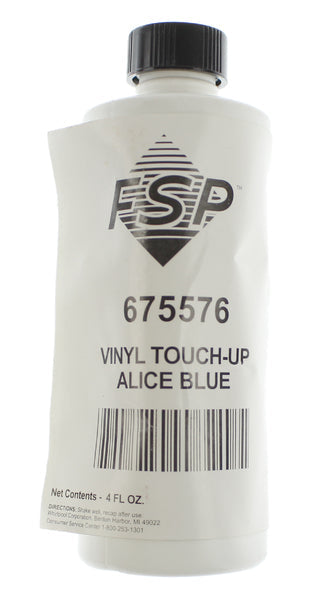 FSP™
675576
VINYL TOUCH-UP
ALICE BLUE
Net Contents - 4 FL OZ.
DIRECTIONS: Shake well, recap after use.
Whirlpool Corporation, Benton Harbor, MI 49022
Consumer Service Center 1-800-253-1301